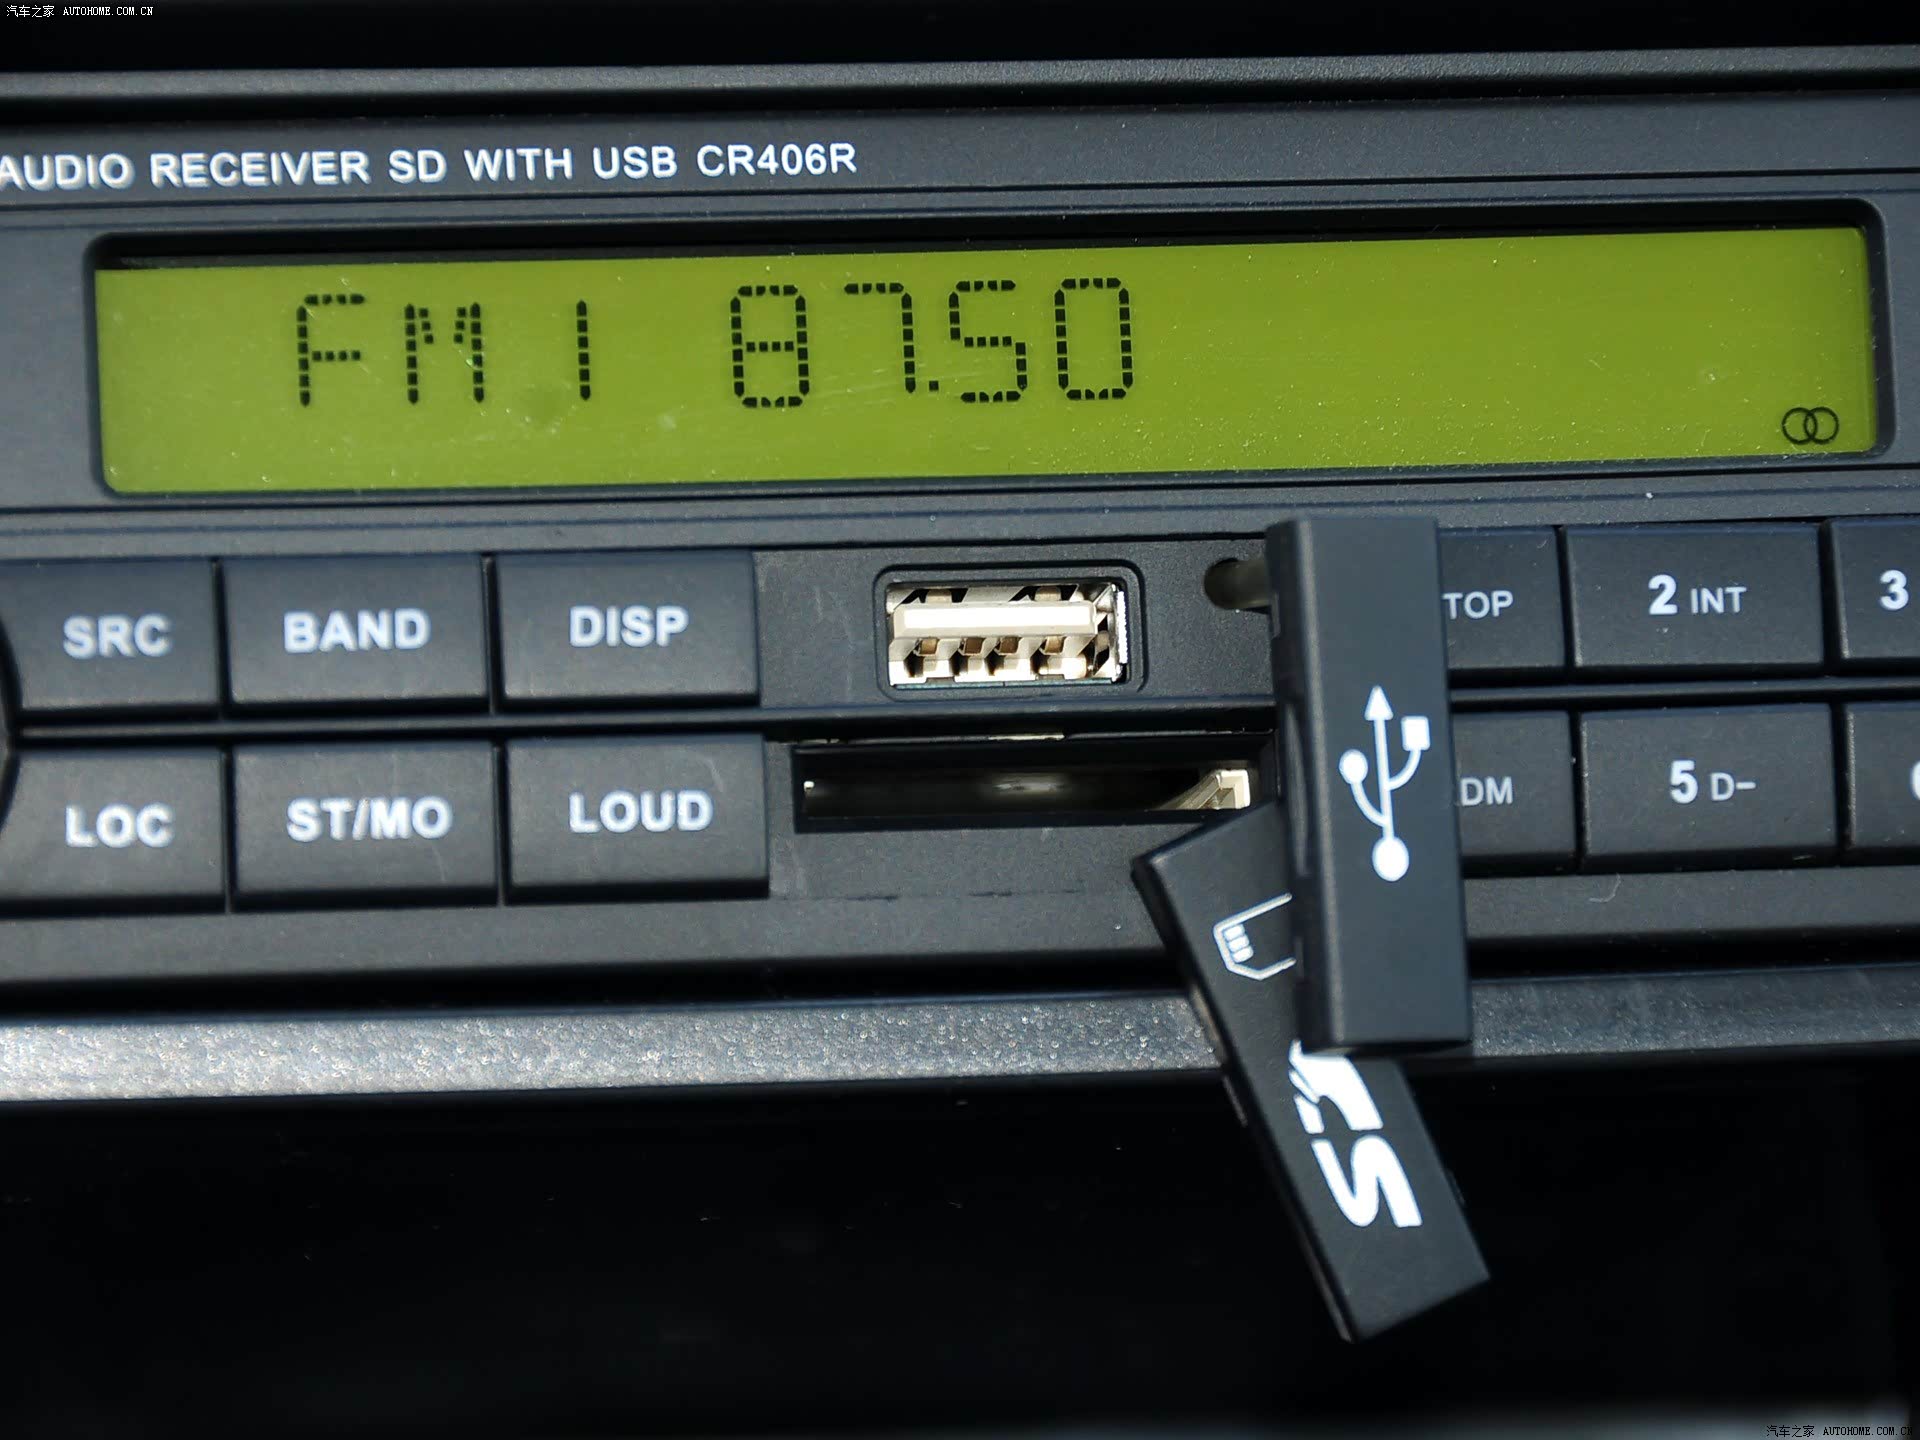 汽车之家 AUTOHOME.COM.CN
AUDIO RECEIVER SD WITH USB CR406R
FM1 87.50
SRC BAND DISP TOP 2 INT 3
LOC ST/MO LOUD DM 5 D-
S
汽车之家 AUTOHOME.COM.CN